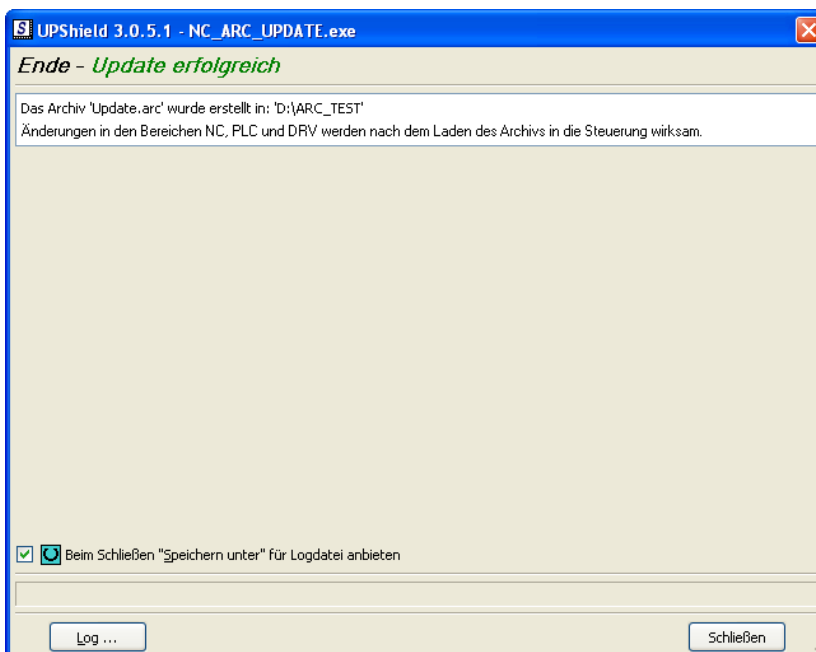 UPShield 3.0.5.1 - NC_ARC_UPDATE.exe
Ende - Update erfolgreich
Das Archiv 'Update.arc' wurde erstellt in: 'D:\ARC_TEST'
Änderungen in den Bereichen NC, PLC und DRV werden nach dem Laden des Archivs in die Steuerung wirksam.
Beim Schließen "Speichern unter" für Logdatei anbieten
Log ... Schließen